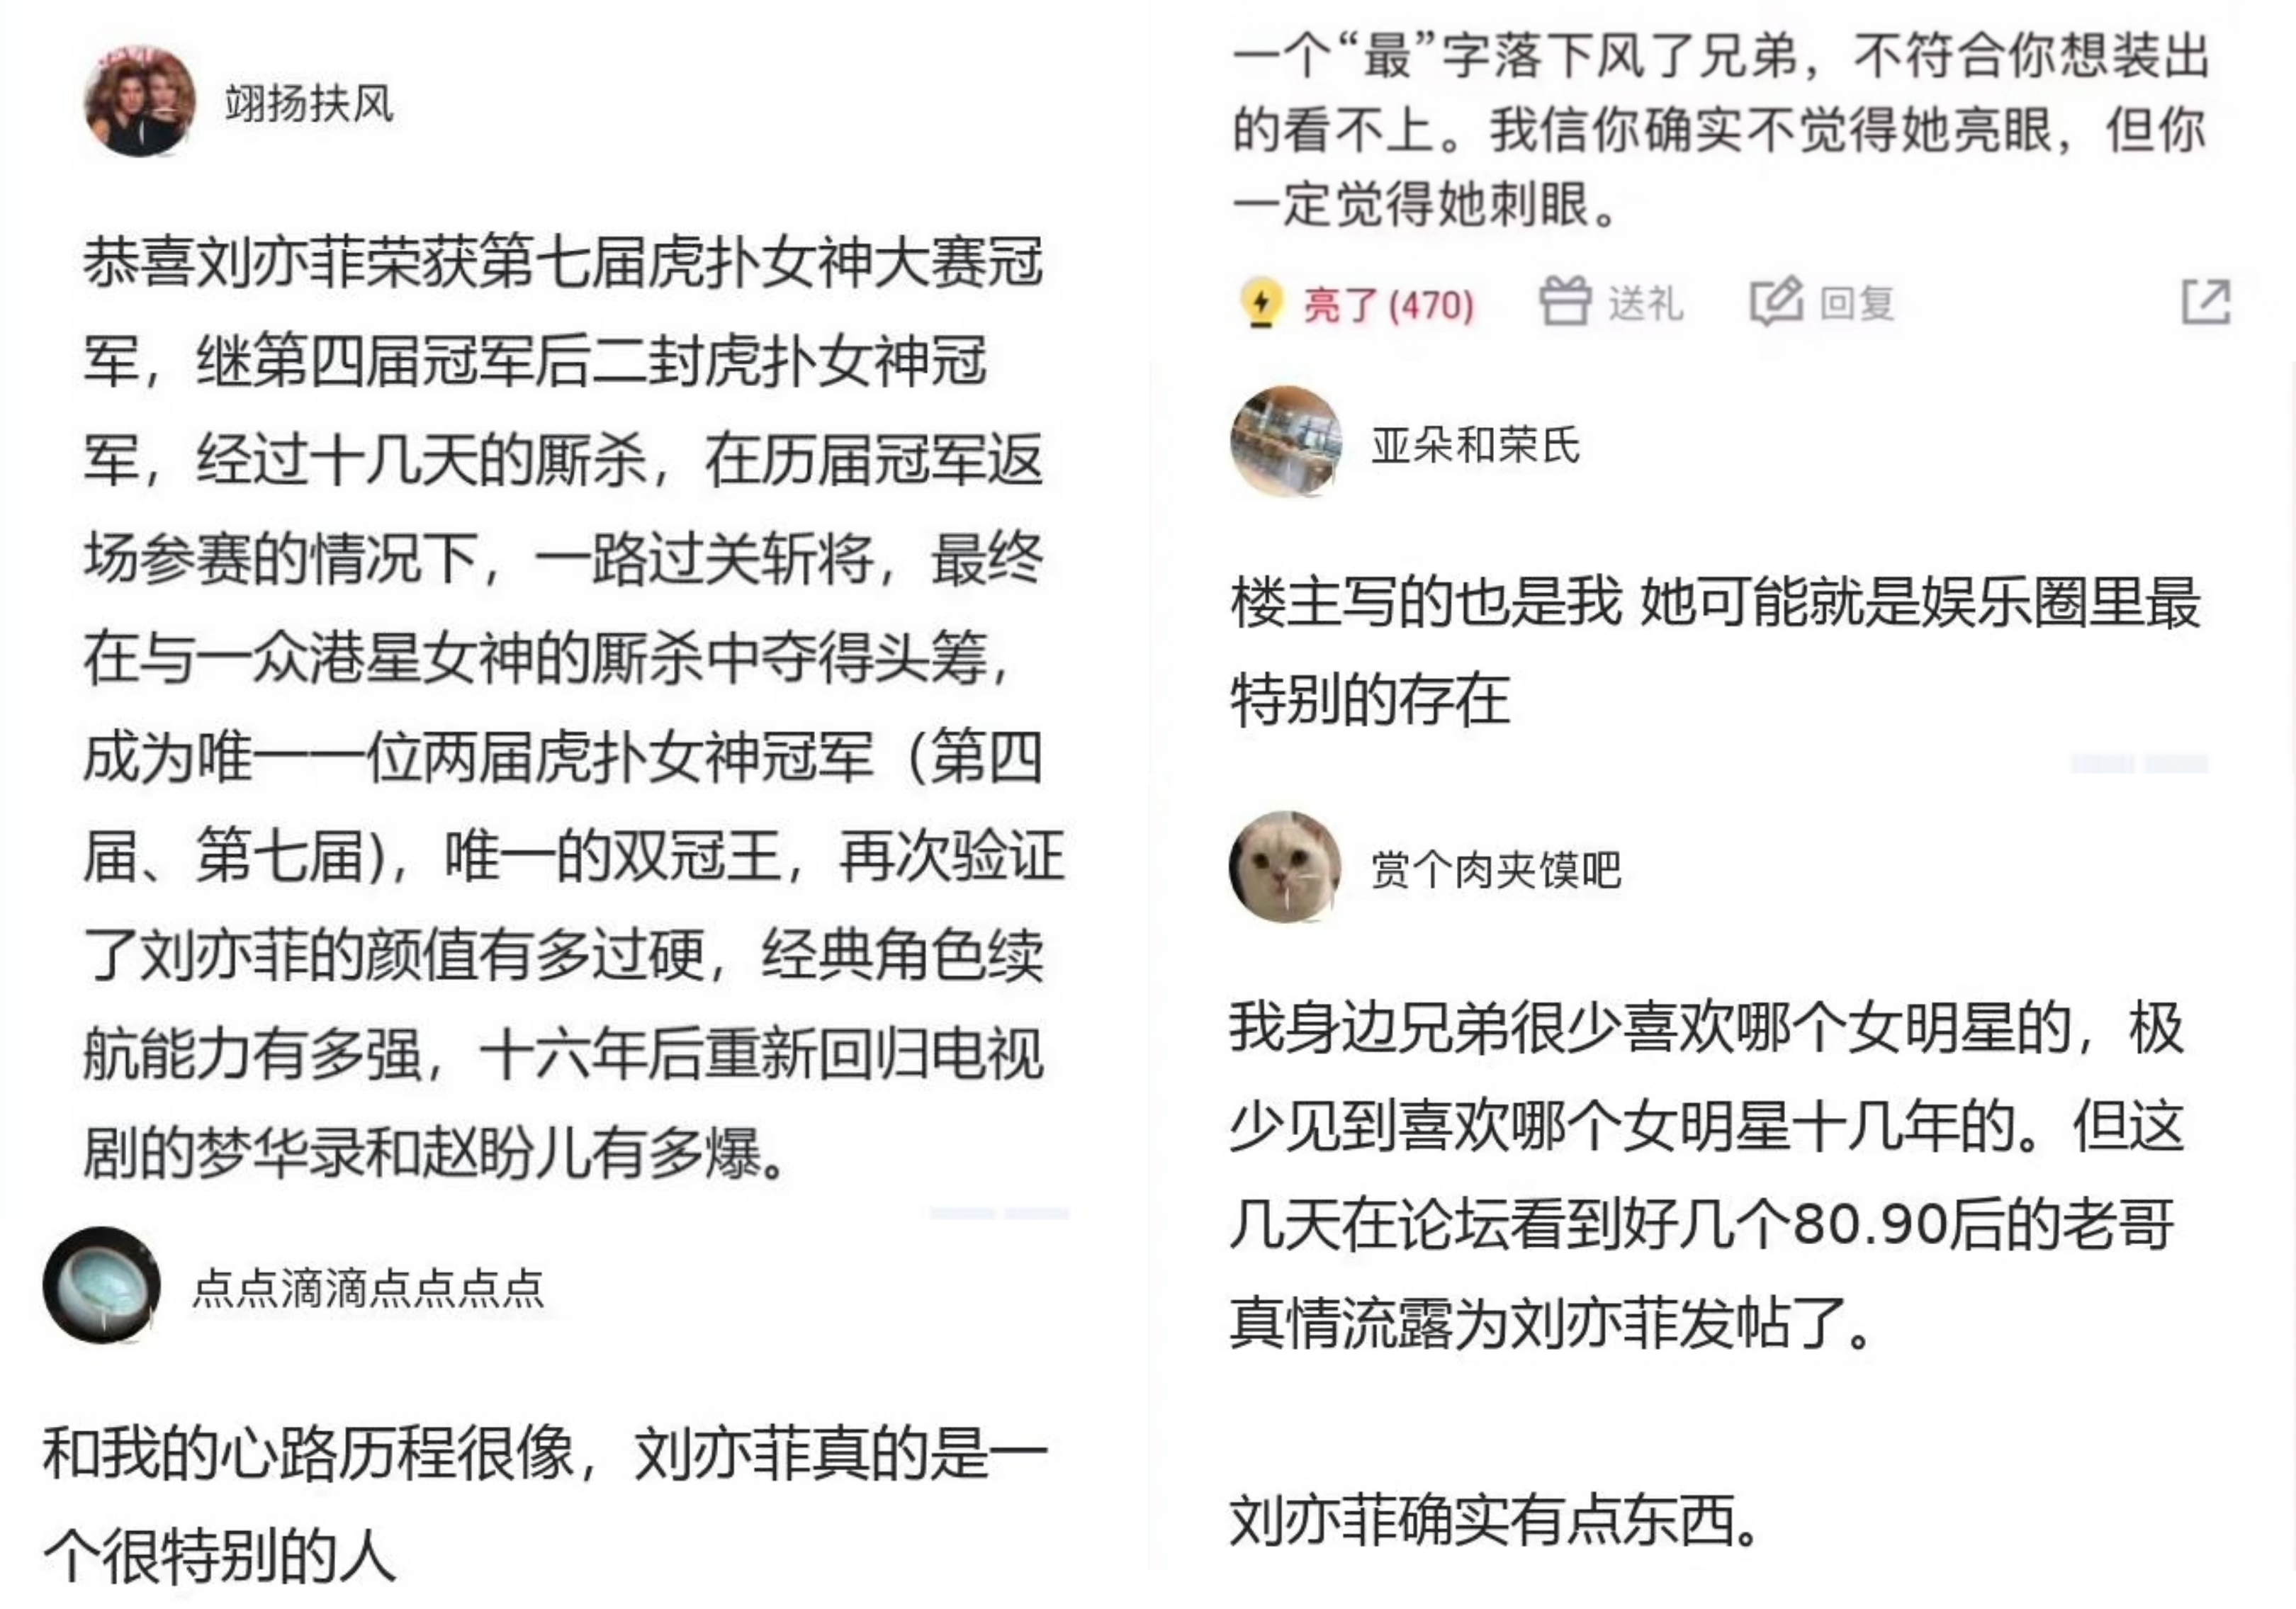 翊扬扶风
恭喜刘亦菲荣获第七届虎扑女神大赛冠
军，继第四届冠军后二封虎扑女神冠
军，经过十几天的厮杀，在历届冠军返
场参赛的情况下，一路过关斩将，最终
在与一众港星女神的厮杀中夺得头筹，
成为唯一一位两届虎扑女神冠军（第四
届、第七届)，唯一的双冠王，再次验证
了刘亦菲的颜值有多过硬，经典角色续
航能力有多强，十六年后重新回归电视
剧的梦华录和赵盼儿有多爆。
点点滴滴点点点点
和我的心路历程很像，刘亦菲真的是一
个很特别的人
一个“最”字落下风了兄弟，不符合你想装出
的看不上。我信你确实不觉得她亮眼，但你
一定觉得她刺眼。
亮了(470) 送礼 回复
亚朵和荣氏
楼主写的也是我 她可能就是娱乐圈里最
特别的存在
赏个肉夹馍吧
我身边兄弟很少喜欢哪个女明星的，极
少见到喜欢哪个女明星十几年的。但这
几天在论坛看到好几个80.90后的老哥
真情流露为刘亦菲发帖了。
刘亦菲确实有点东西。